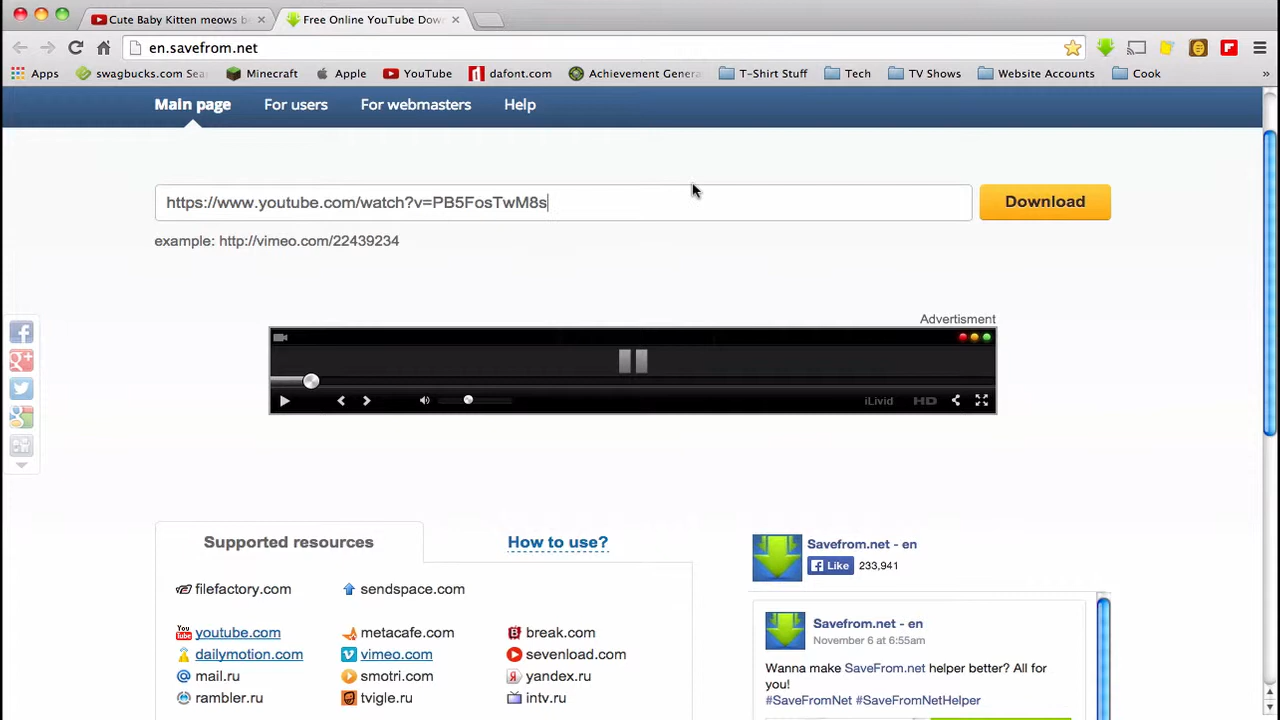 Cute Baby Kitten meows b
Free Online YouTube Dow
en.savefrom.net
Apps
swagbucks.com Sea
Minecraft
Apple
YouTube
dafont.com
Achievement Genera
T-Shirt Stuff
Tech
TV Shows
Website Accounts
Cook
»
Main page
For users
For webmasters
Help
https://www.youtube.com/watch?v=PB5FosTwM8s
Download
example: http://vimeo.com/22439234
Advertisment
iLivid
HD
Supported resources
How to use?
Savefrom.net - en
Like 233,941
filefactory.com
sendspace.com
youtube.com
metacafe.com
break.com
dailymotion.com
vimeo.com
sevenload.com
mail.ru
smotri.com
yandex.ru
rambler.ru
tvigle.ru
intv.ru
Savefrom.net - en
November 6 at 6:55am
Wanna make SaveFrom.net helper better? All for
you!
#SaveFromNet #SaveFromNetHelper